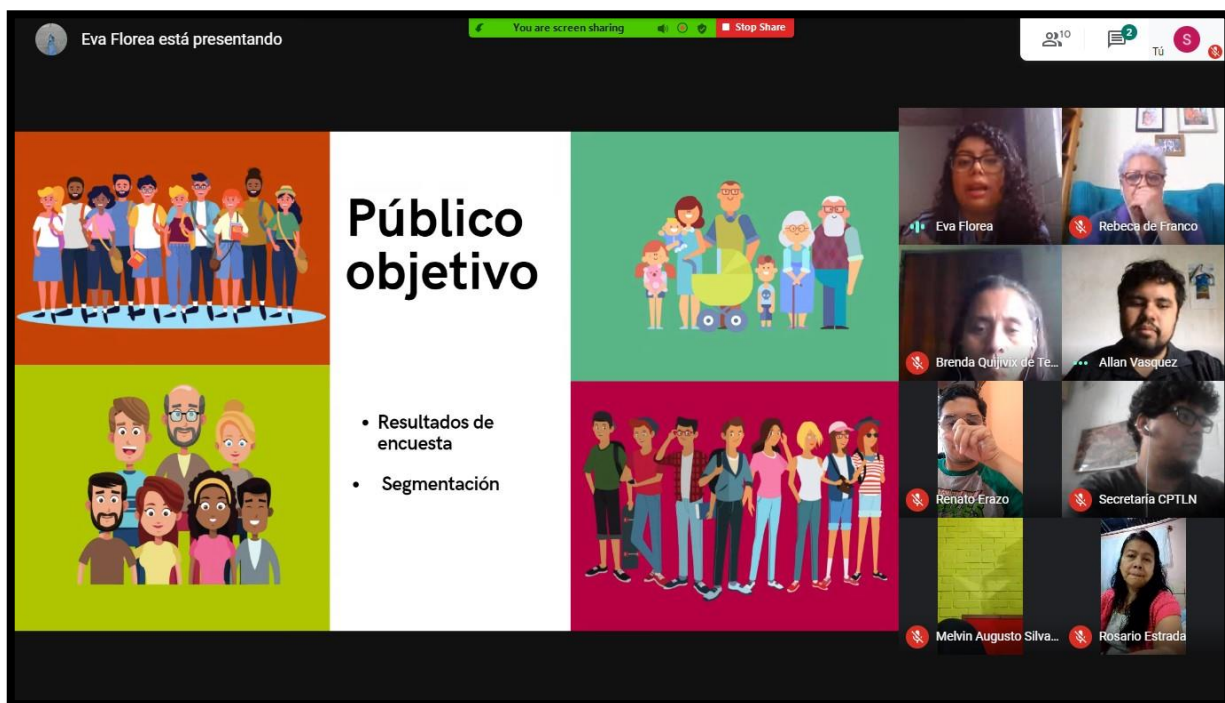 Eva Florea está presentando
You are screen sharing
Stop Share
10
2
Tú
S
Público
objetivo
• Resultados de
encuesta
• Segmentación
Eva Florea
Rebeca de Franco
Brenda Quijivix de Te...
Allan Vasquez
Renato Erazo
Secretaría CPTLN
Melvin Augusto Silva...
Rosario Estrada